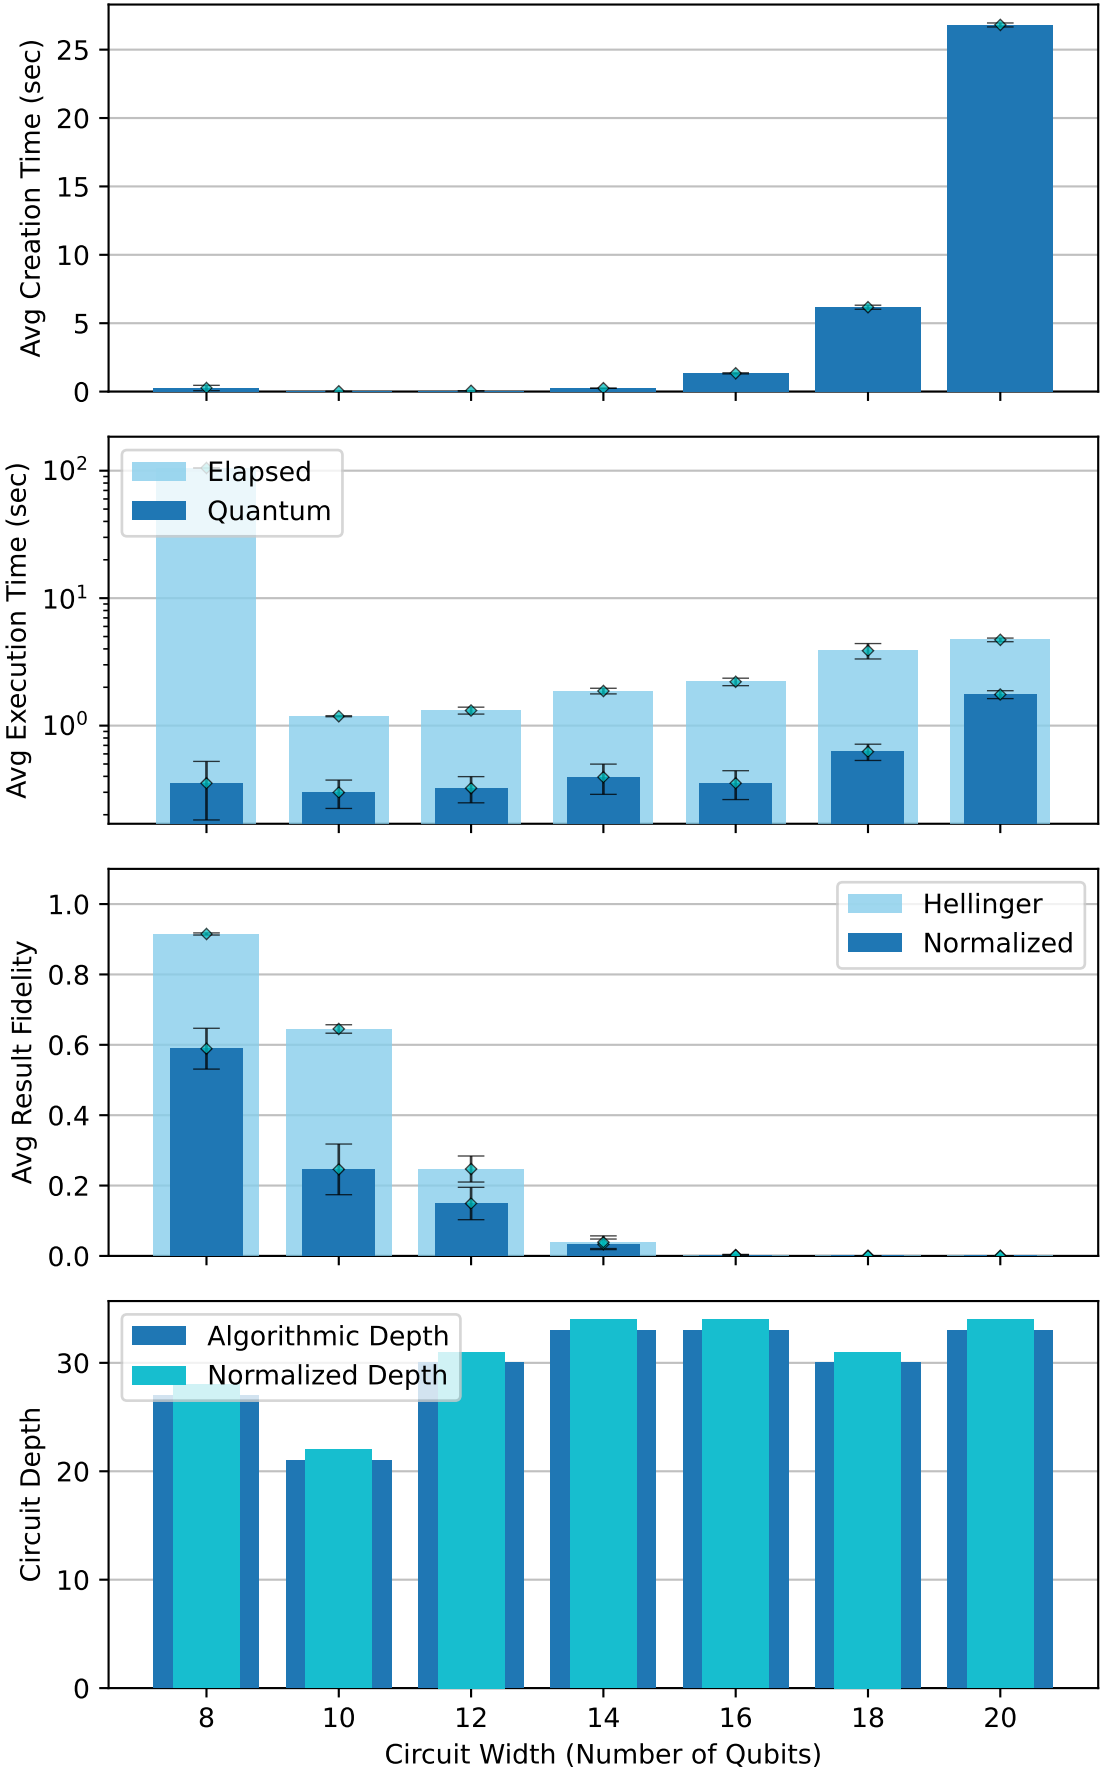 Avg Creation Time (sec)
25
20
15
10
5
0
Avg Execution Time (sec)
10²
10¹
10⁰
Elapsed
Quantum
Avg Result Fidelity
1.0
0.8
0.6
0.4
0.2
0.0
Hellinger
Normalized
Circuit Depth
30
20
10
0
Algorithmic Depth
Normalized Depth
8 10 12 14 16 18 20
Circuit Width (Number of Qubits)